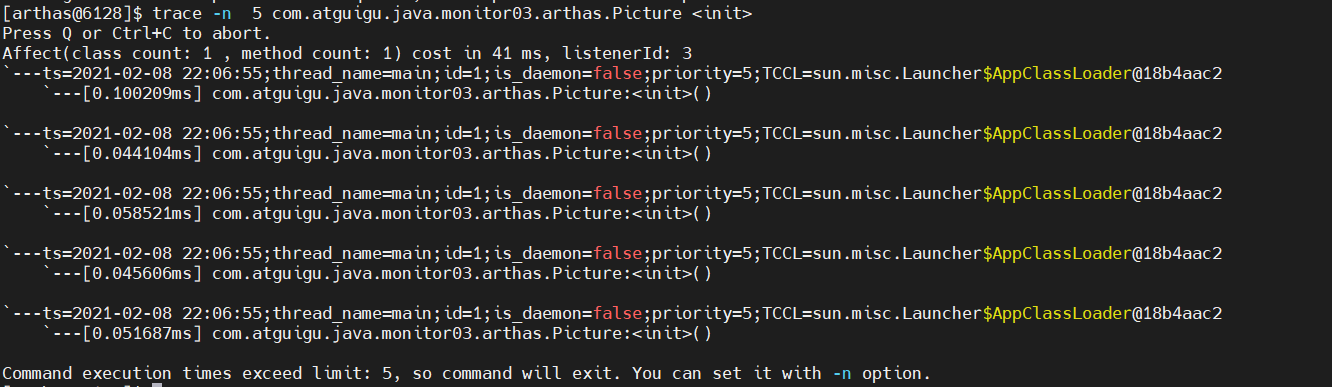 [arthas@6128]$ trace -n  5 com.atguigu.java.monitor03.arthas.Picture <init>
Press Q or Ctrl+C to abort.
Affect(class count: 1 , method count: 1) cost in 41 ms, listenerId: 3
`---ts=2021-02-08 22:06:55;thread_name=main;id=1;is_daemon=false;priority=5;TCCL=sun.misc.Launcher$AppClassLoader@18b4aac2
    `---[0.100209ms] com.atguigu.java.monitor03.arthas.Picture:<init>()
`---ts=2021-02-08 22:06:55;thread_name=main;id=1;is_daemon=false;priority=5;TCCL=sun.misc.Launcher$AppClassLoader@18b4aac2
    `---[0.044104ms] com.atguigu.java.monitor03.arthas.Picture:<init>()
`---ts=2021-02-08 22:06:55;thread_name=main;id=1;is_daemon=false;priority=5;TCCL=sun.misc.Launcher$AppClassLoader@18b4aac2
    `---[0.058521ms] com.atguigu.java.monitor03.arthas.Picture:<init>()
`---ts=2021-02-08 22:06:55;thread_name=main;id=1;is_daemon=false;priority=5;TCCL=sun.misc.Launcher$AppClassLoader@18b4aac2
    `---[0.045606ms] com.atguigu.java.monitor03.arthas.Picture:<init>()
`---ts=2021-02-08 22:06:55;thread_name=main;id=1;is_daemon=false;priority=5;TCCL=sun.misc.Launcher$AppClassLoader@18b4aac2
    `---[0.051687ms] com.atguigu.java.monitor03.arthas.Picture:<init>()
Command execution times exceed limit: 5, so command will exit. You can set it with -n option.